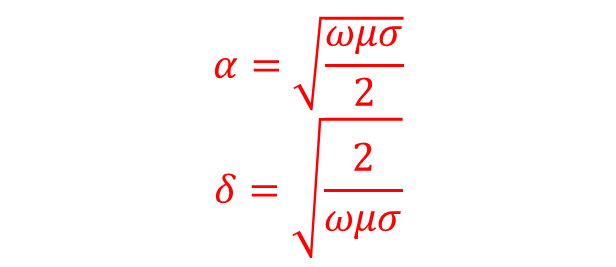 α = √(ωμσ/2)
δ = √(2/ωμσ)